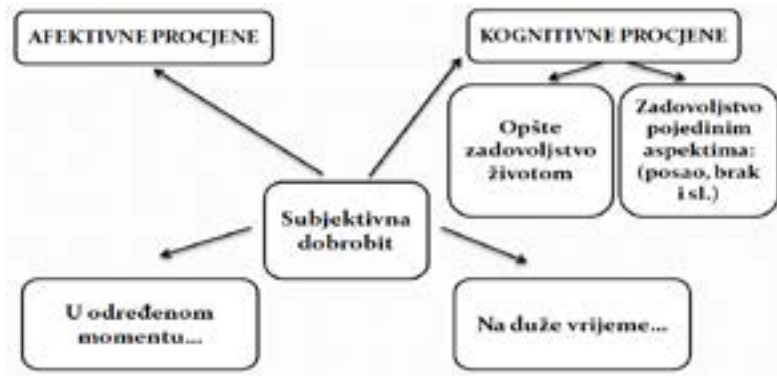 AFEKTIVNE PROCJENE
KOGNITIVNE PROCJENE
Opšte
zadovoljstvo
životom
Zadovoljstvo
pojedinim
aspektima:
(posao, brak
i sl.)
Subjektivna
dobrobit
U određenom
momentu...
Na duže vrijeme...